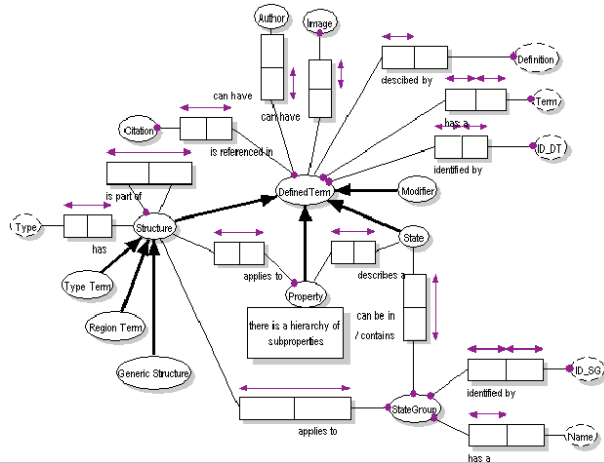 Author
Image
Definition
descibed by
can have
can have
Term
has a
Citation
is referenced in
ID_DT
identified by
is part of
DefinedTerm
Modifier
Type
has
Structure
State
applies to
describes a
Type Term
Property
Region Term
there is a hierarchy of
subproperties
can be in
/ contains
Generic Structure
ID_SG
identified by
applies to
StateGroup
Name
has a